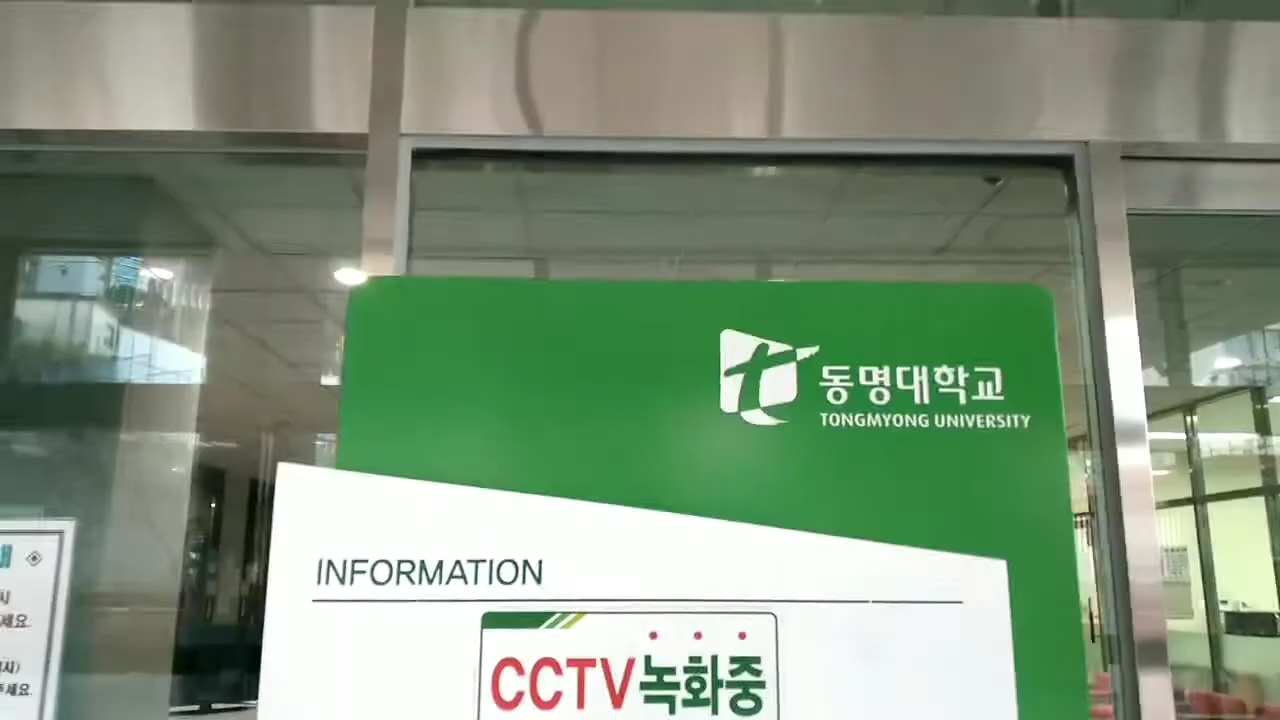 동명대학교
TONGMYONG UNIVERSITY
INFORMATION
CCTV녹화중